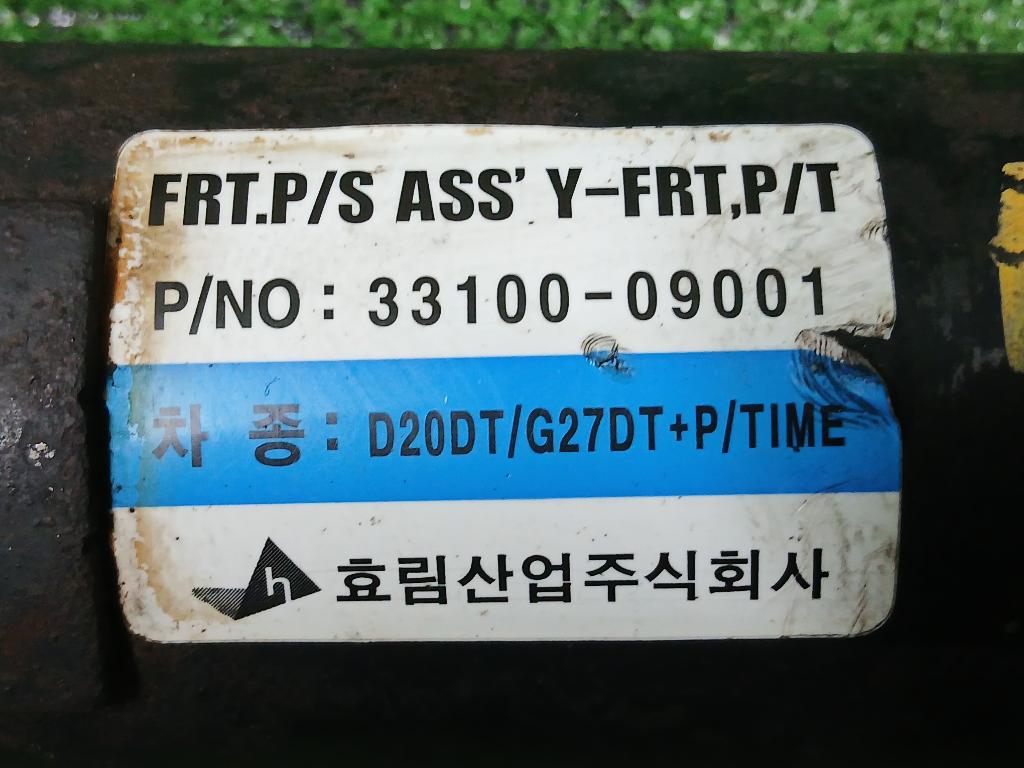 FRT.P/S ASS' Y-FRT,P/T
P/NO : 33100-09001
차 종 : D20DT/G27DT+P/TIME
h 효림산업주식회사